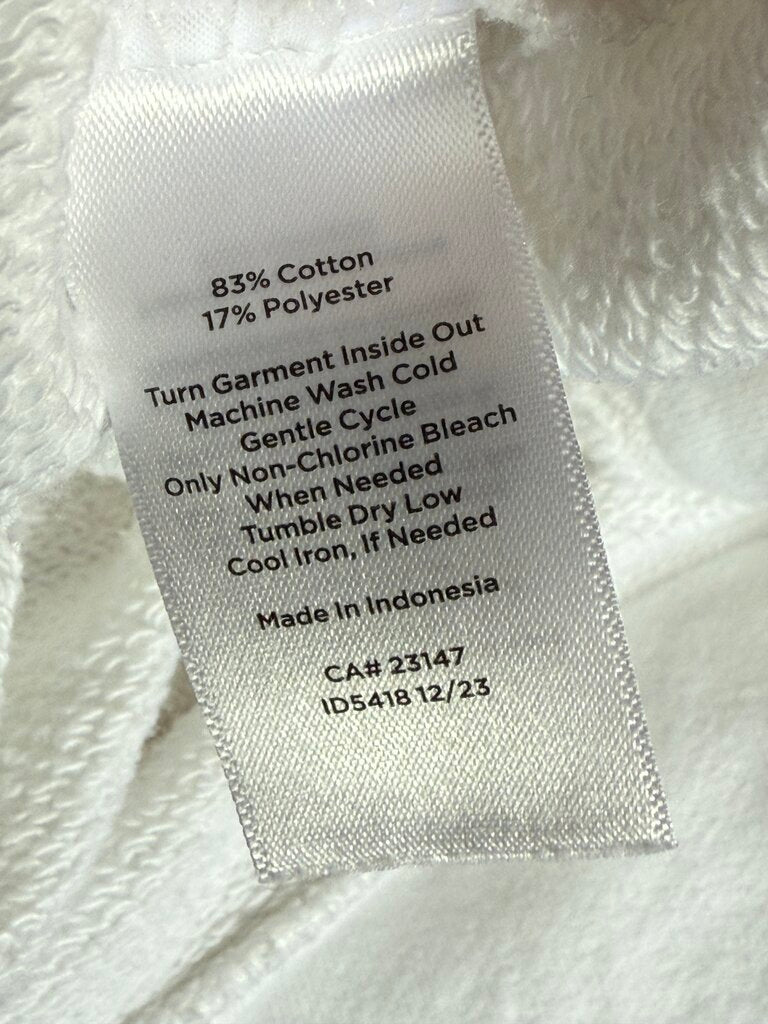 83% Cotton
17% Polyester
Turn Garment Inside Out
Machine Wash Cold
Gentle Cycle
Only Non-Chlorine Bleach
When Needed
Tumble Dry Low
Cool Iron, If Needed
Made In Indonesia
CA# 23147
ID5418 12/23